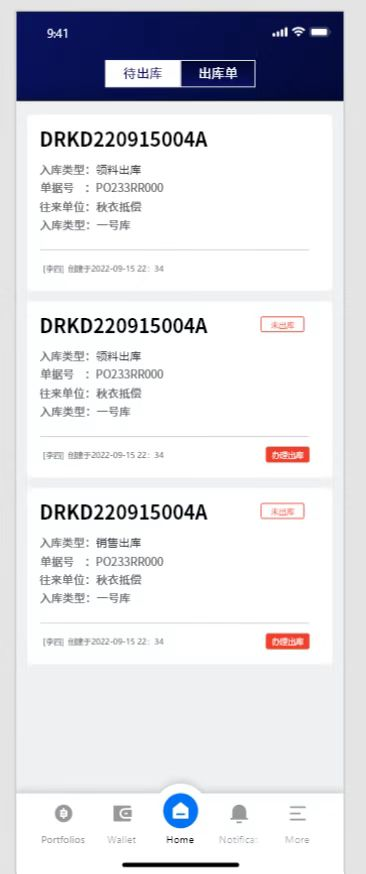 9:41
待出库 出库单
DRKD220915004A
入库类型：领料出库
单据号 ：PO233RR000
往来单位：秋衣抵偿
入库类型：一号库
[李四] 创建于2022-09-15 22：34
DRKD220915004A 未出库
入库类型：领料出库
单据号 ：PO233RR000
往来单位：秋衣抵偿
入库类型：一号库
[李四] 创建于2022-09-15 22：34 办理出库
DRKD220915004A 未出库
入库类型：销售出库
单据号 ：PO233RR000
往来单位：秋衣抵偿
入库类型：一号库
[李四] 创建于2022-09-15 22：34 办理出库
Portfolios Wallet Home Notificat More